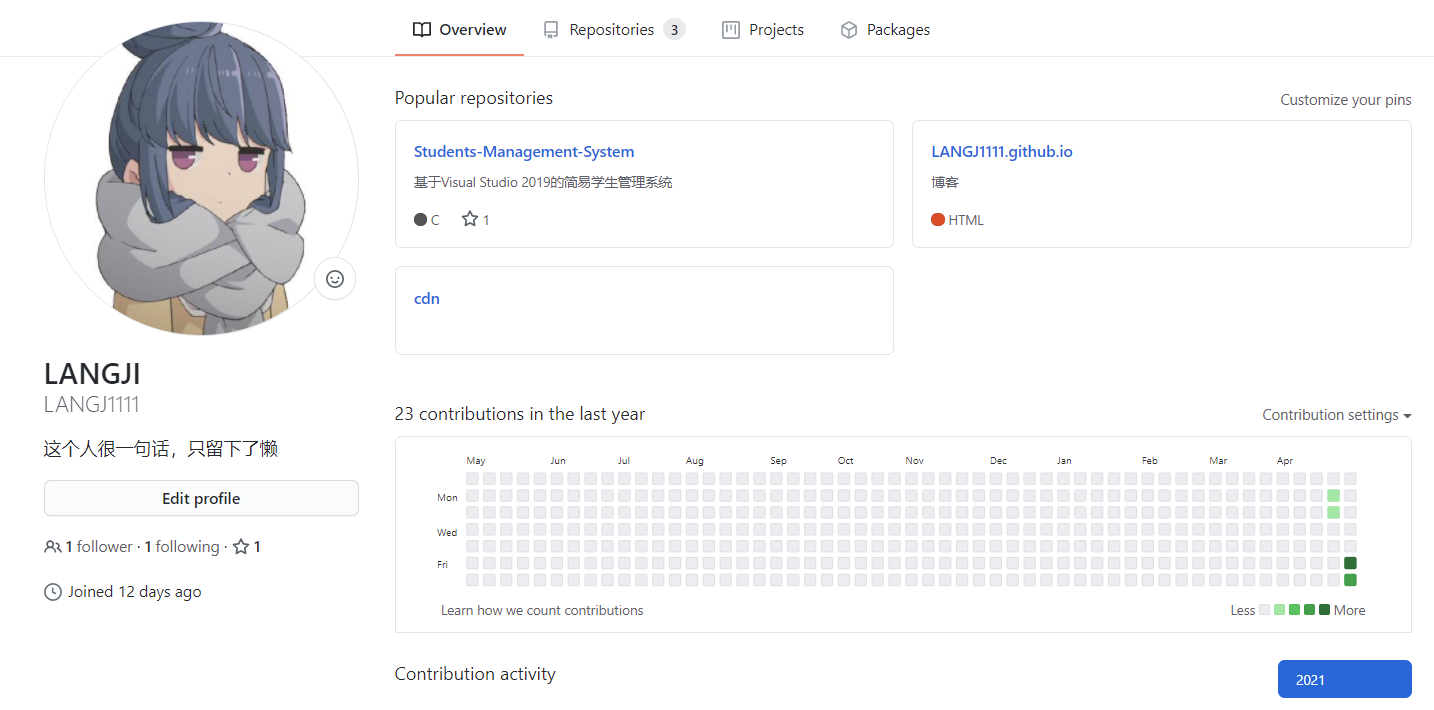 Overview Repositories 3 Projects Packages
Popular repositories Customize your pins
Students-Management-System
基于Visual Studio 2019的简易学生管理系统
C 1
LANGJ1111.github.io
博客
HTML
cdn
LANGJI
LANGJ1111
这个人很一句话，只留下了懒
Edit profile
1 follower · 1 following · 1
Joined 12 days ago
23 contributions in the last year Contribution settings
May Jun Jul Aug Sep Oct Nov Dec Jan Feb Mar Apr
Mon
Wed
Fri
Learn how we count contributions Less More
Contribution activity 2021